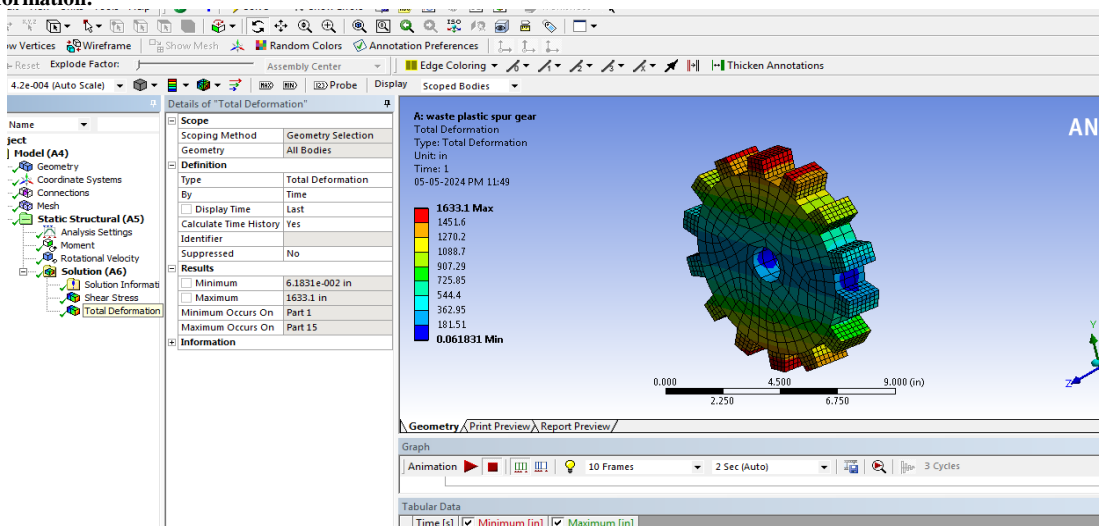 formation.
Random Colors Annotation Preferences
ow Vertices Wireframe Show Mesh
Reset Explode Factor: Assembly Center Edge Coloring Thicken Annotations
4.2e-004 (Auto Scale) Probe Display Scoped Bodies
Name
ject
Model (A4)
Geometry
Coordinate Systems
Connections
Mesh
Static Structural (A5)
Analysis Settings
Moment
Rotational Velocity
Solution (A6)
Solution Informati
Shear Stress
Total Deformation
Details of "Total Deformation"
Scope
Scoping Method Geometry Selection
Geometry All Bodies
Definition
Type Total Deformation
By Time
Display Time Last
Calculate Time History Yes
Identifier
Suppressed No
Results
Minimum 6.1831e-002 in
Maximum 1633.1 in
Minimum Occurs On Part 1
Maximum Occurs On Part 15
Information
A: waste plastic spur gear
Total Deformation
Type: Total Deformation
Unit: in
Time: 1
05-05-2024 PM 11:49
1633.1 Max
1451.6
1270.2
1088.7
907.29
725.85
544.4
362.95
181.51
0.061831 Min
AN
Y
Z
0.000 4.500 9.000 (in)
2.250 6.750
Geometry Print Preview Report Preview
Graph
Animation 10 Frames 2 Sec (Auto) 3 Cycles
Tabular Data
Time [s] Minimum [in] Maximum [in]